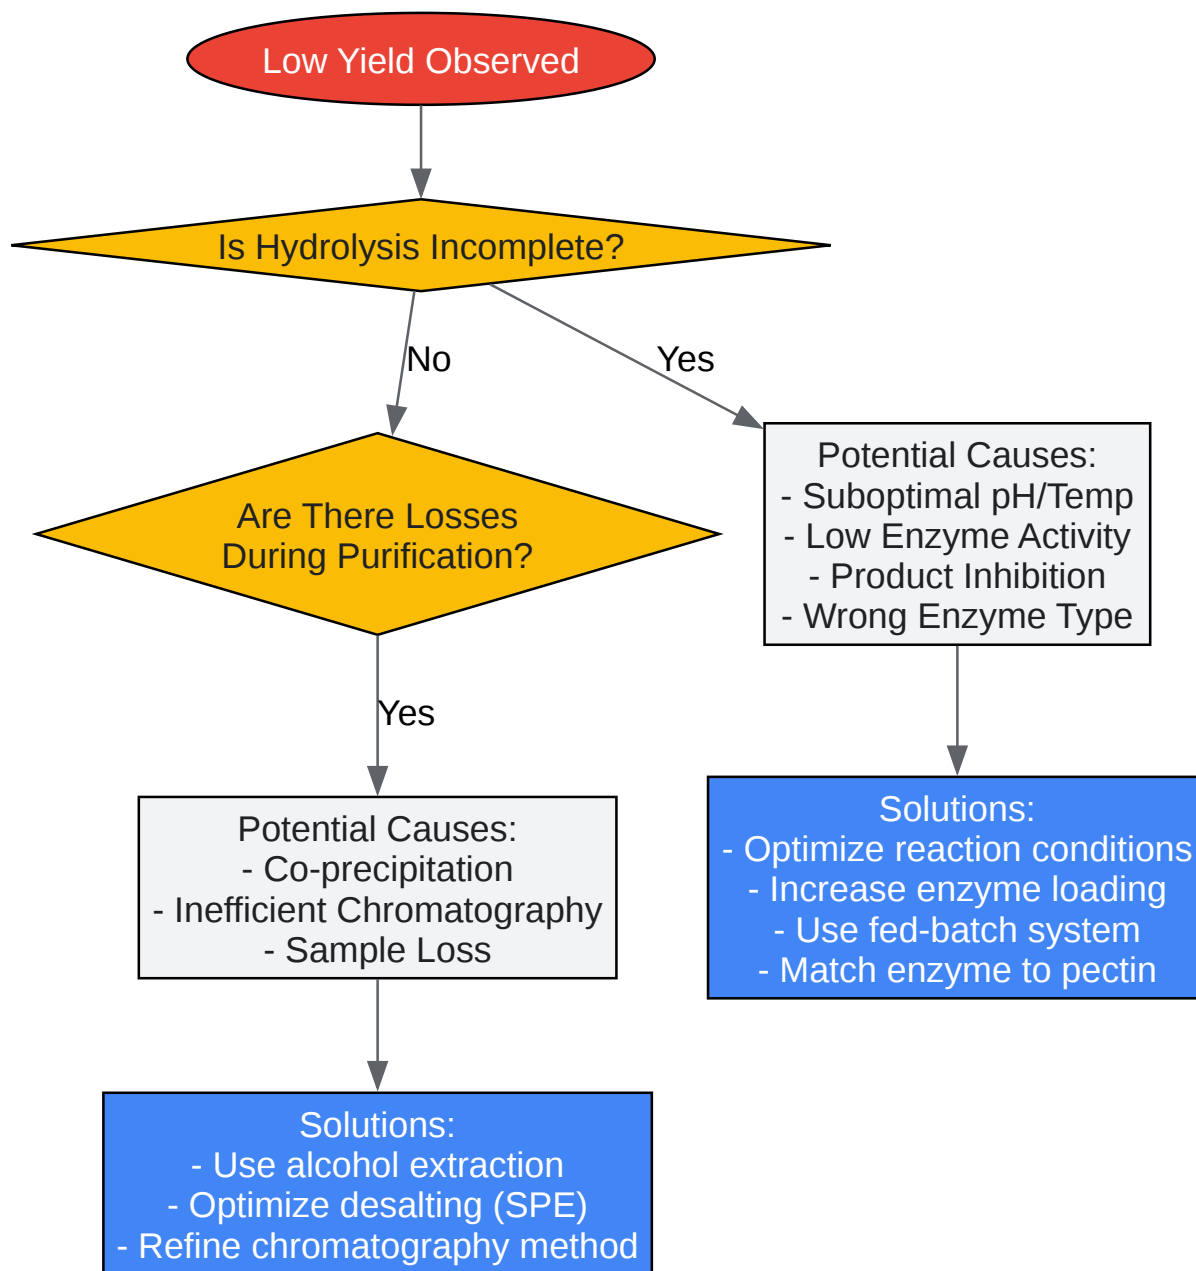 Low Yield Observed
Is Hydrolysis Incomplete?
No
Yes
Are There Losses
During Purification?
Potential Causes:
- Suboptimal pH/Temp
- Low Enzyme Activity
- Product Inhibition
- Wrong Enzyme Type
Yes
Potential Causes:
- Co-precipitation
- Inefficient Chromatography
- Sample Loss
Solutions:
- Optimize reaction conditions
- Increase enzyme loading
- Use fed-batch system
- Match enzyme to pectin
Solutions:
- Use alcohol extraction
- Optimize desalting (SPE)
- Refine chromatography method